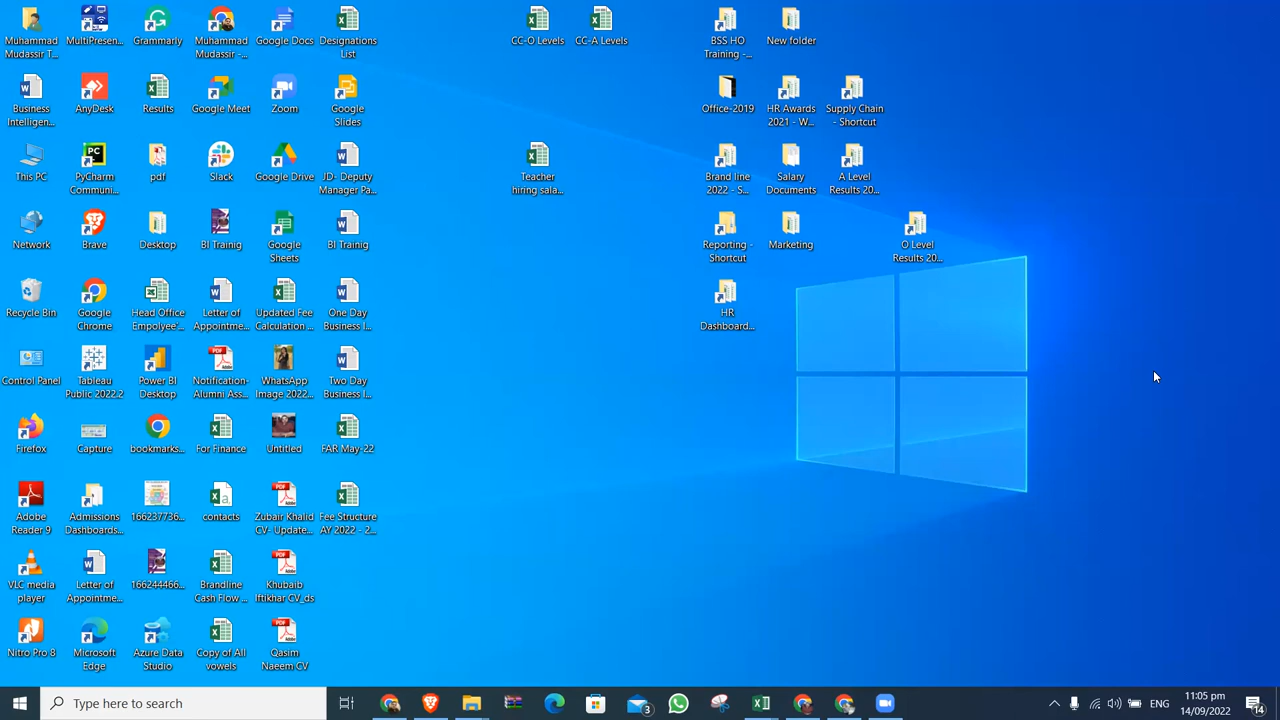 Muhammad
Mudassir T...
MultiPresen...
Grammarly
Muhammad
Mudassir -...
Google Docs
Designations
List
CC-O Levels
CC-A Levels
BSS HO
Training -...
New folder
Business
Intelligen...
AnyDesk
Results
Google Meet
Zoom
Google
Slides
Office-2019
HR Awards
2021 - W...
Supply Chain
- Shortcut
This PC
PyCharm
Communi...
pdf
Slack
Google Drive
JD- Deputy
Manager Pa...
Teacher
hiring sala...
Brand line
2022 - S...
Salary
Documents
A Level
Results 20...
Network
Brave
Desktop
BI Trainig
Google
Sheets
BI Trainig
Reporting -
Shortcut
Marketing
O Level
Results 20...
Recycle Bin
Google
Chrome
Head Office
Empolyee'...
Letter of
Appointme...
Updated Fee
Calculation ...
One Day
Business I...
HR
Dashboard...
Control Panel
Tableau
Public 2022.2
Power BI
Desktop
Notification-
Alumni Ass...
WhatsApp
Image 2022...
Two Day
Business I...
Firefox
Capture
bookmarks...
For Finance
Untitled
FAR May-22
Adobe
Reader 9
Admissions
Dashboards...
166237736...
contacts
Zubair Khalid
CV- Update...
Fee Structure
AY 2022 - 2...
VLC media
player
Letter of
Appointme...
166244466...
Brandline
Cash Flow ...
Khubaib
Iftikhar CV_ds
Nitro Pro 8
Microsoft
Edge
Azure Data
Studio
Copy of All
vowels
Qasim
Naeem CV
Type here to search
3
ENG
11:05 pm
14/09/2022
14